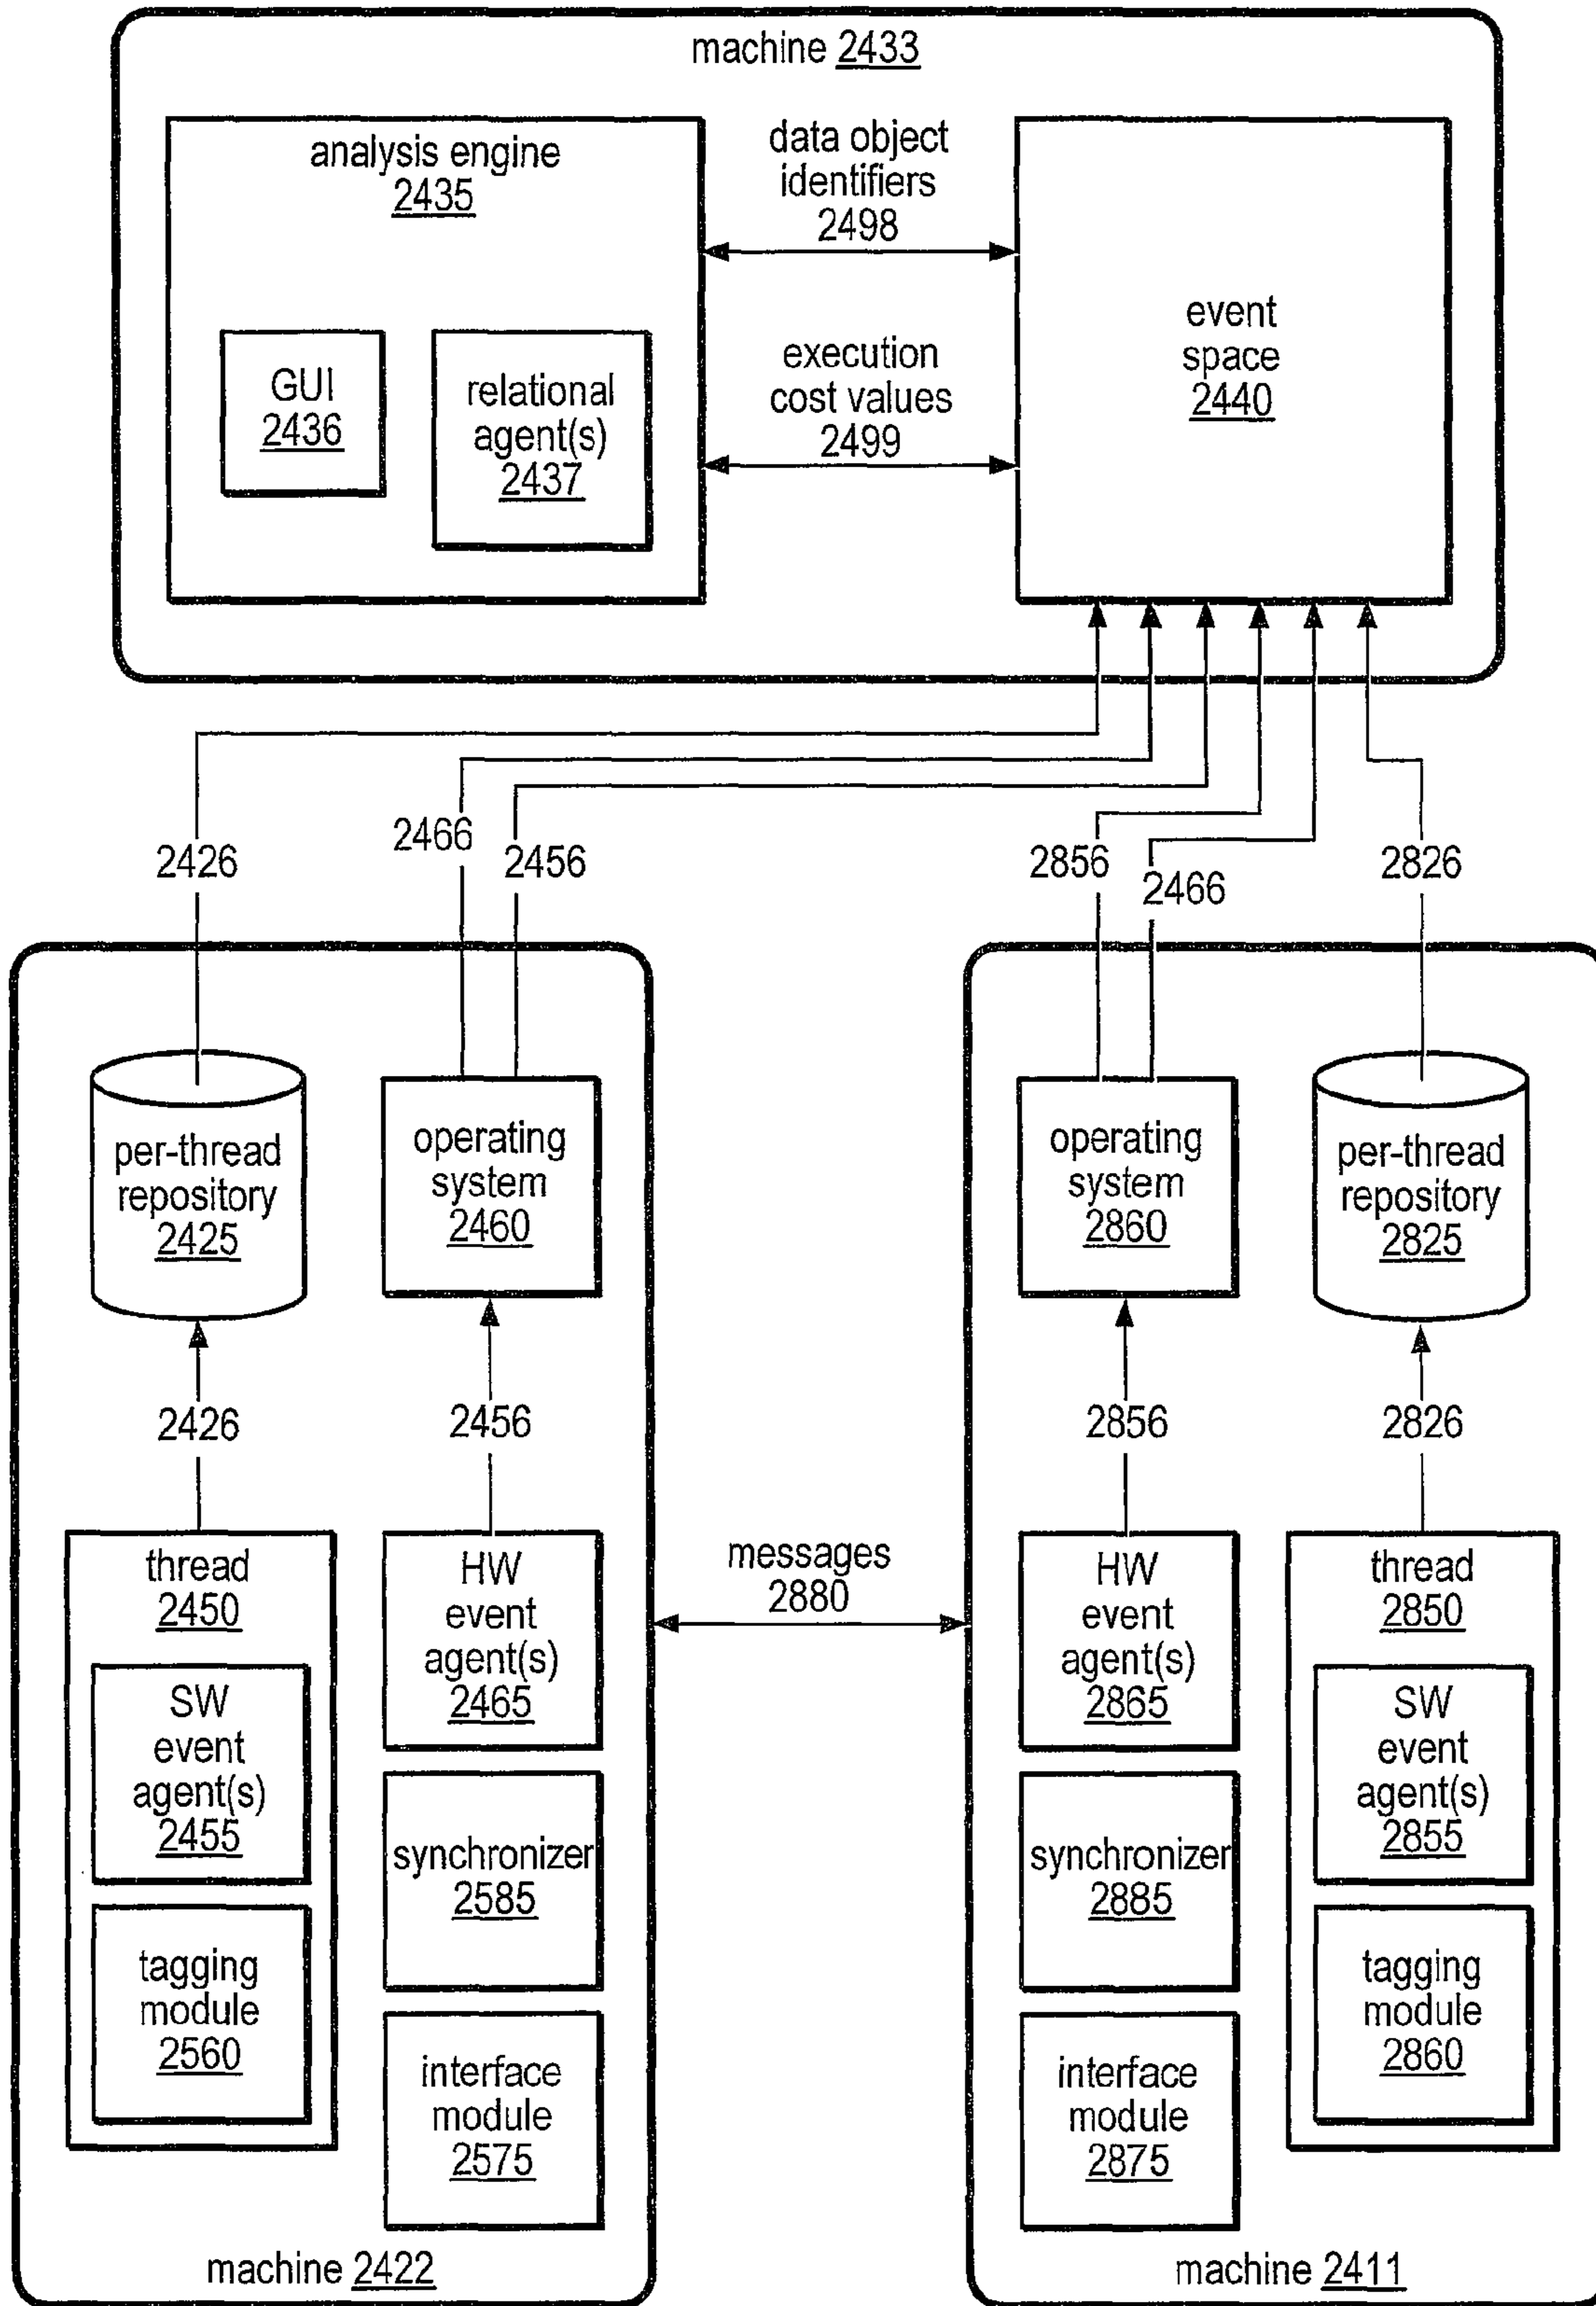 machine 2433
analysis engine
2435
GUI
2436
relational
agent(s)
2437
data object
identifiers
2498
execution
cost values
2499
event
space
2440
2426
2466
2456
2856
2466
2826
per-thread
repository
2425
operating
system
2460
2426
2456
thread
2450
SW
event
agent(s)
2455
tagging
module
2560
HW
event
agent(s)
2465
synchronizer
2585
interface
module
2575
machine 2422
messages
2880
operating
system
2860
per-thread
repository
2825
2856
2826
HW
event
agent(s)
2865
synchronizer
2885
interface
module
2875
thread
2850
SW
event
agent(s)
2855
tagging
module
2860
machine 2411